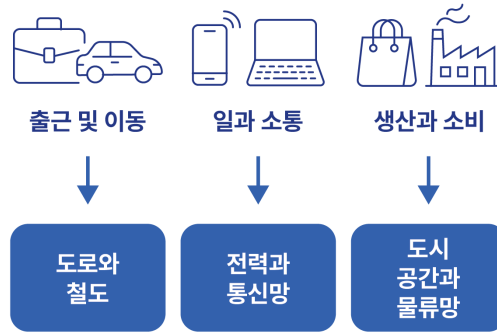 출근 및 이동
일과 소통
생산과 소비
도로와
철도
전력과
통신망
도시
공간과
물류망